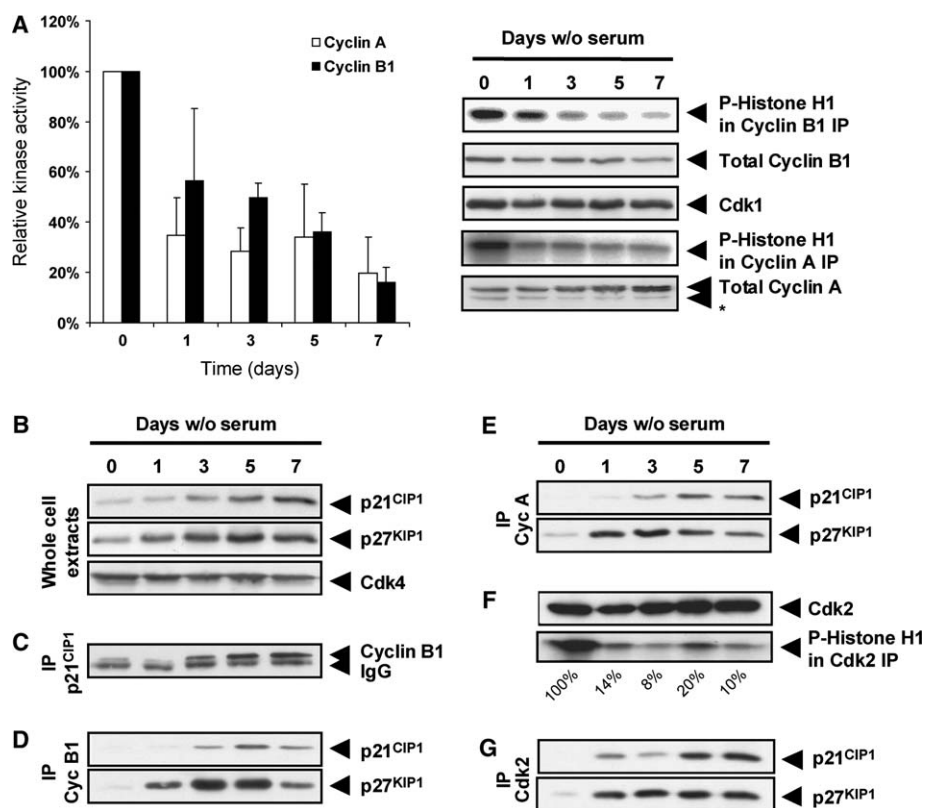 A
120%
100%
80%
60%
40%
20%
0%
Relative kinase activity
Cyclin A
Cyclin B1
0 1 3 5 7
Time (days)
Days w/o serum
0 1 3 5 7
P-Histone H1
in Cyclin B1 IP
Total Cyclin B1
Cdk1
P-Histone H1
in Cyclin A IP
Total Cyclin A
*
B
Days w/o serum
0 1 3 5 7
Whole cell
extracts
p21CIP1
p27KIP1
Cdk4
C
IP
p21CIP1
Cyclin B1
IgG
D
IP
Cyc B1
p21CIP1
p27KIP1
E
Days w/o serum
0 1 3 5 7
IP
Cyc A
p21CIP1
p27KIP1
F
Cdk2
P-Histone H1
in Cdk2 IP
100% 14% 8% 20% 10%
G
IP
Cdk2
p21CIP1
p27KIP1